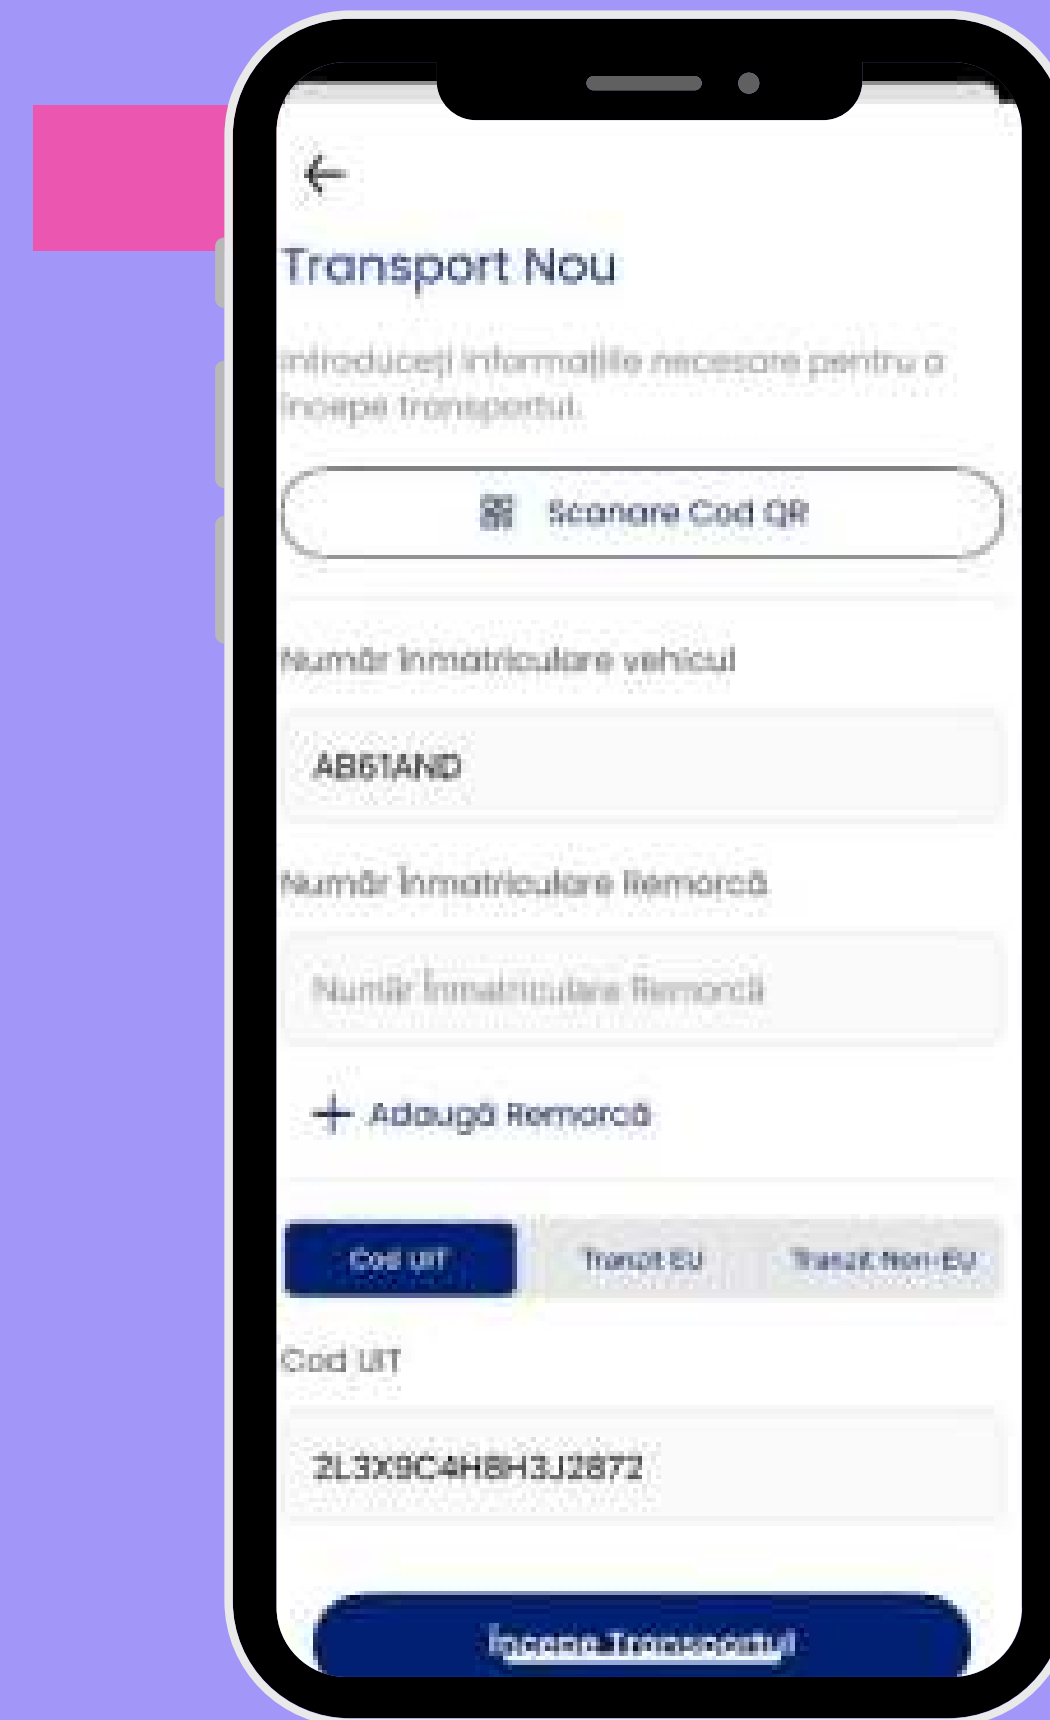 Transport Nou
Introduceți informațiile necesare pentru a
începe transportul.
Scanare Cod QR
Număr înmatriculare vehicul
AB61AND
Număr Înmatriculare Remorcă
Număr Înmatriculare Remorcă
Adaugă Remorcă
Cod UIT
Tranzit EU
Tranzit Non-EU
Cod UIT
2L3X9C4H8H3J2872
Începe Transportul